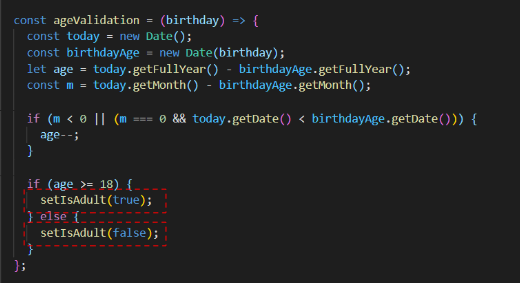 const ageValidation = (birthday) => {
const today = new Date();
const birthdayAge = new Date(birthday);
let age = today.getFullYear() - birthdayAge.getFullYear();
const m = today.getMonth() - birthdayAge.getMonth();
if (m < 0 || (m === 0 && today.getDate() < birthdayAge.getDate())) {
age--;
}
if (age >= 18) {
setIsAdult(true);
} else {
setIsAdult(false);
}
};